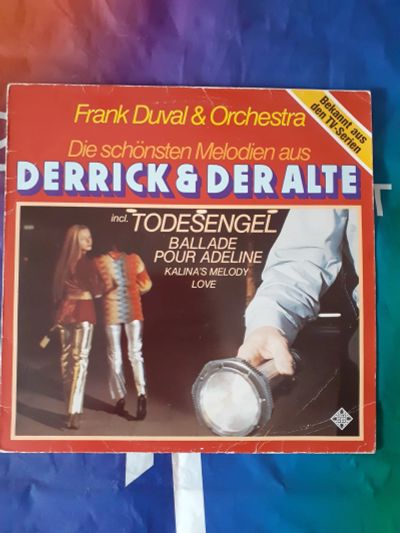 Frank Duval & Orchestra
Bekannt aus
den TV-Serien
Die schönsten Melodien aus
DERRICK & DER ALTE
incl. TODESENGEL
BALLADE
POUR ADELINE
KALINA'S MELODY
LOVE